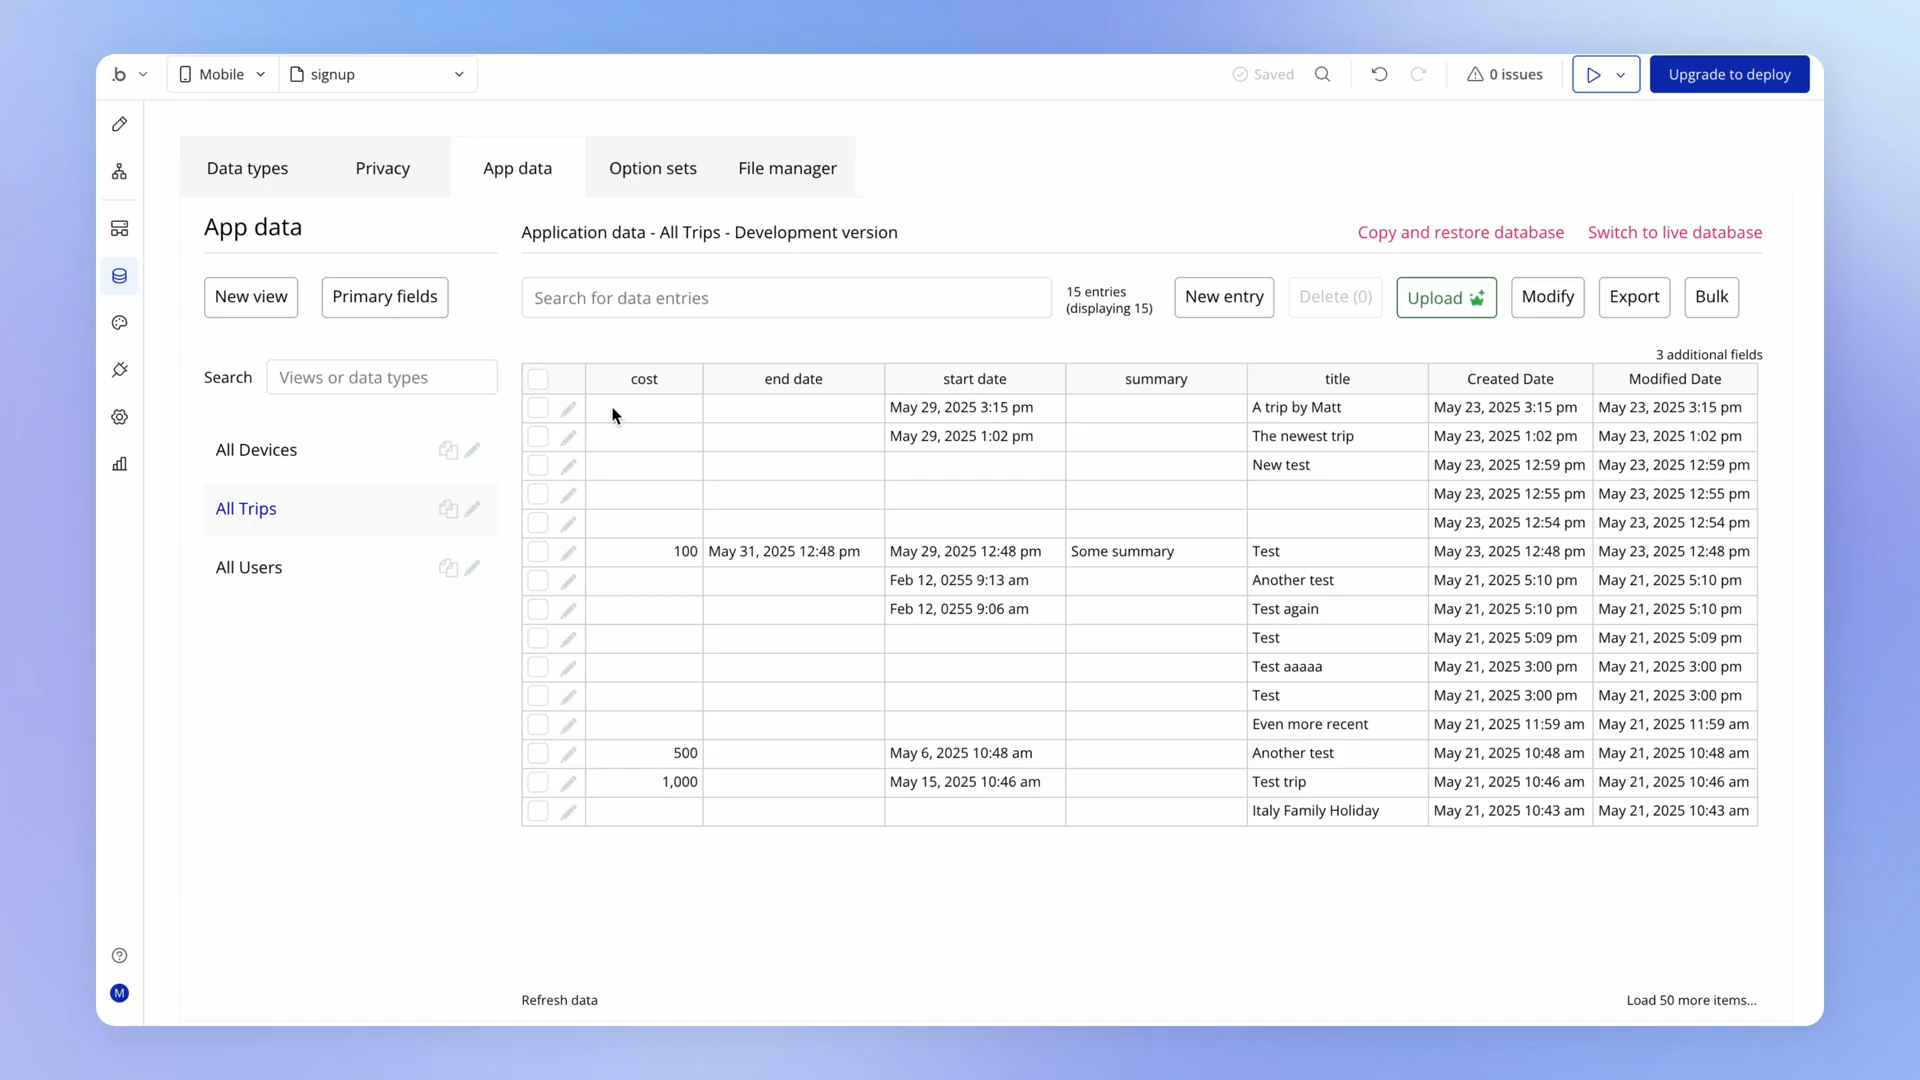 .b Mobile signup Saved 0 issues Upgrade to deploy
Data types Privacy App data Option sets File manager
App data
Application data - All Trips - Development version Copy and restore database Switch to live database
New view Primary fields
Search for data entries
15 entries
(displaying 15)
New entry Delete (0) Upload Modify Export Bulk
3 additional fields
Search Views or data types
All Devices
All Trips
All Users
cost end date start date summary title Created Date Modified Date
May 29, 2025 3:15 pm A trip by Matt May 23, 2025 3:15 pm May 23, 2025 3:15 pm
May 29, 2025 1:02 pm The newest trip May 23, 2025 1:02 pm May 23, 2025 1:02 pm
New test May 23, 2025 12:59 pm May 23, 2025 12:59 pm
May 23, 2025 12:55 pm May 23, 2025 12:55 pm
May 23, 2025 12:54 pm May 23, 2025 12:54 pm
100 May 31, 2025 12:48 pm May 29, 2025 12:48 pm Some summary Test May 23, 2025 12:48 pm May 23, 2025 12:48 pm
Feb 12, 0255 9:13 am Another test May 21, 2025 5:10 pm May 21, 2025 5:10 pm
Feb 12, 0255 9:06 am Test again May 21, 2025 5:10 pm May 21, 2025 5:10 pm
Test May 21, 2025 5:09 pm May 21, 2025 5:09 pm
Test aaaaa May 21, 2025 3:00 pm May 21, 2025 3:00 pm
Test May 21, 2025 3:00 pm May 21, 2025 3:00 pm
Even more recent May 21, 2025 11:59 am May 21, 2025 11:59 am
500 May 6, 2025 10:48 am Another test May 21, 2025 10:48 am May 21, 2025 10:48 am
1,000 May 15, 2025 10:46 am Test trip May 21, 2025 10:46 am May 21, 2025 10:46 am
Italy Family Holiday May 21, 2025 10:43 am May 21, 2025 10:43 am
M
Refresh data Load 50 more items...